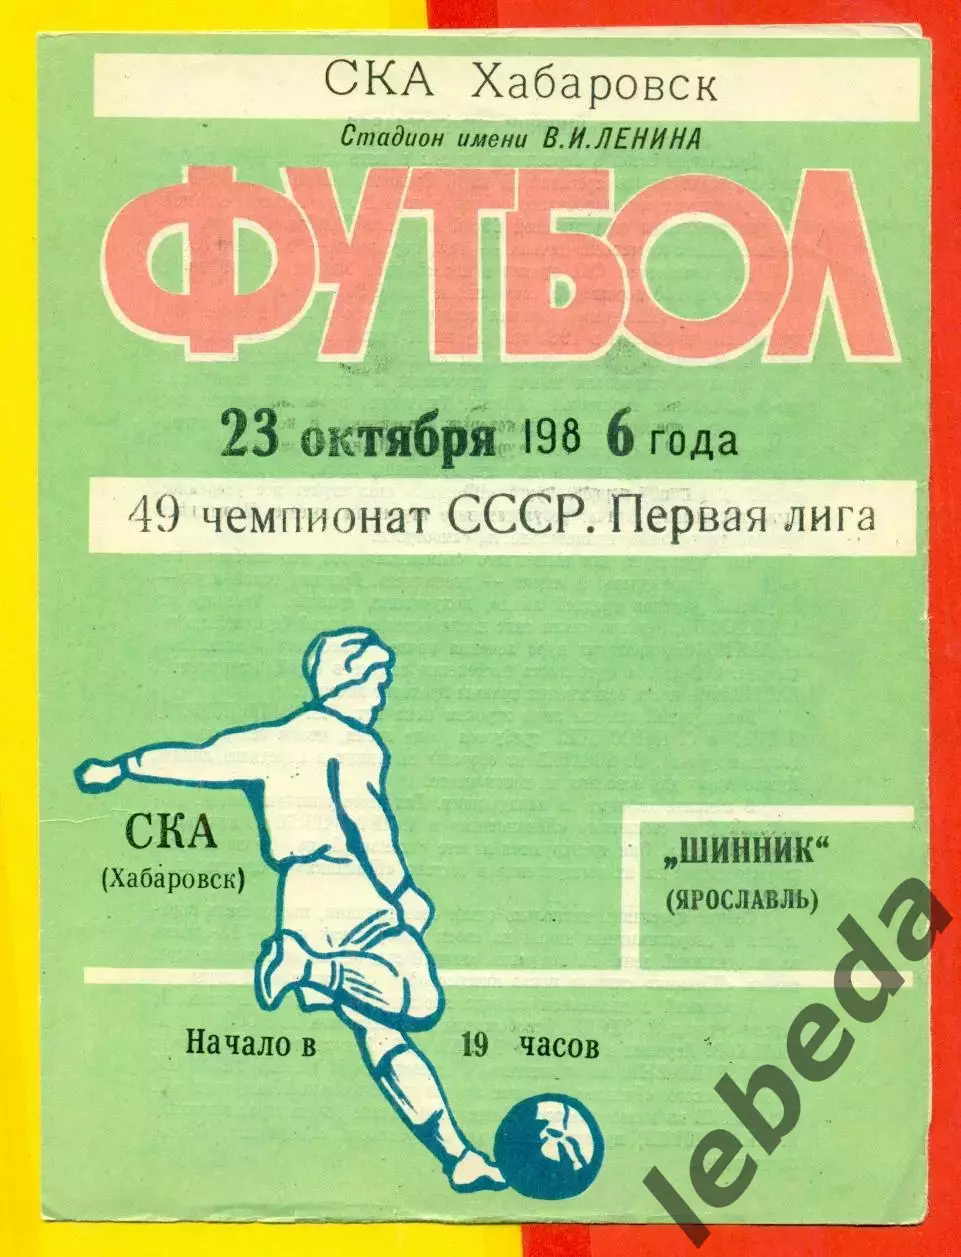 СКА Хабаровск
Стадион имени В.И.ЛЕНИНА
ФУТБОЛ
23 октября 198 6 года
49 чемпионат СССР. Первая лига
СКА
(Хабаровск)
„ШИННИК“
(ЯРОСЛАВЛЬ)
Начало в 19 часов
lebeda